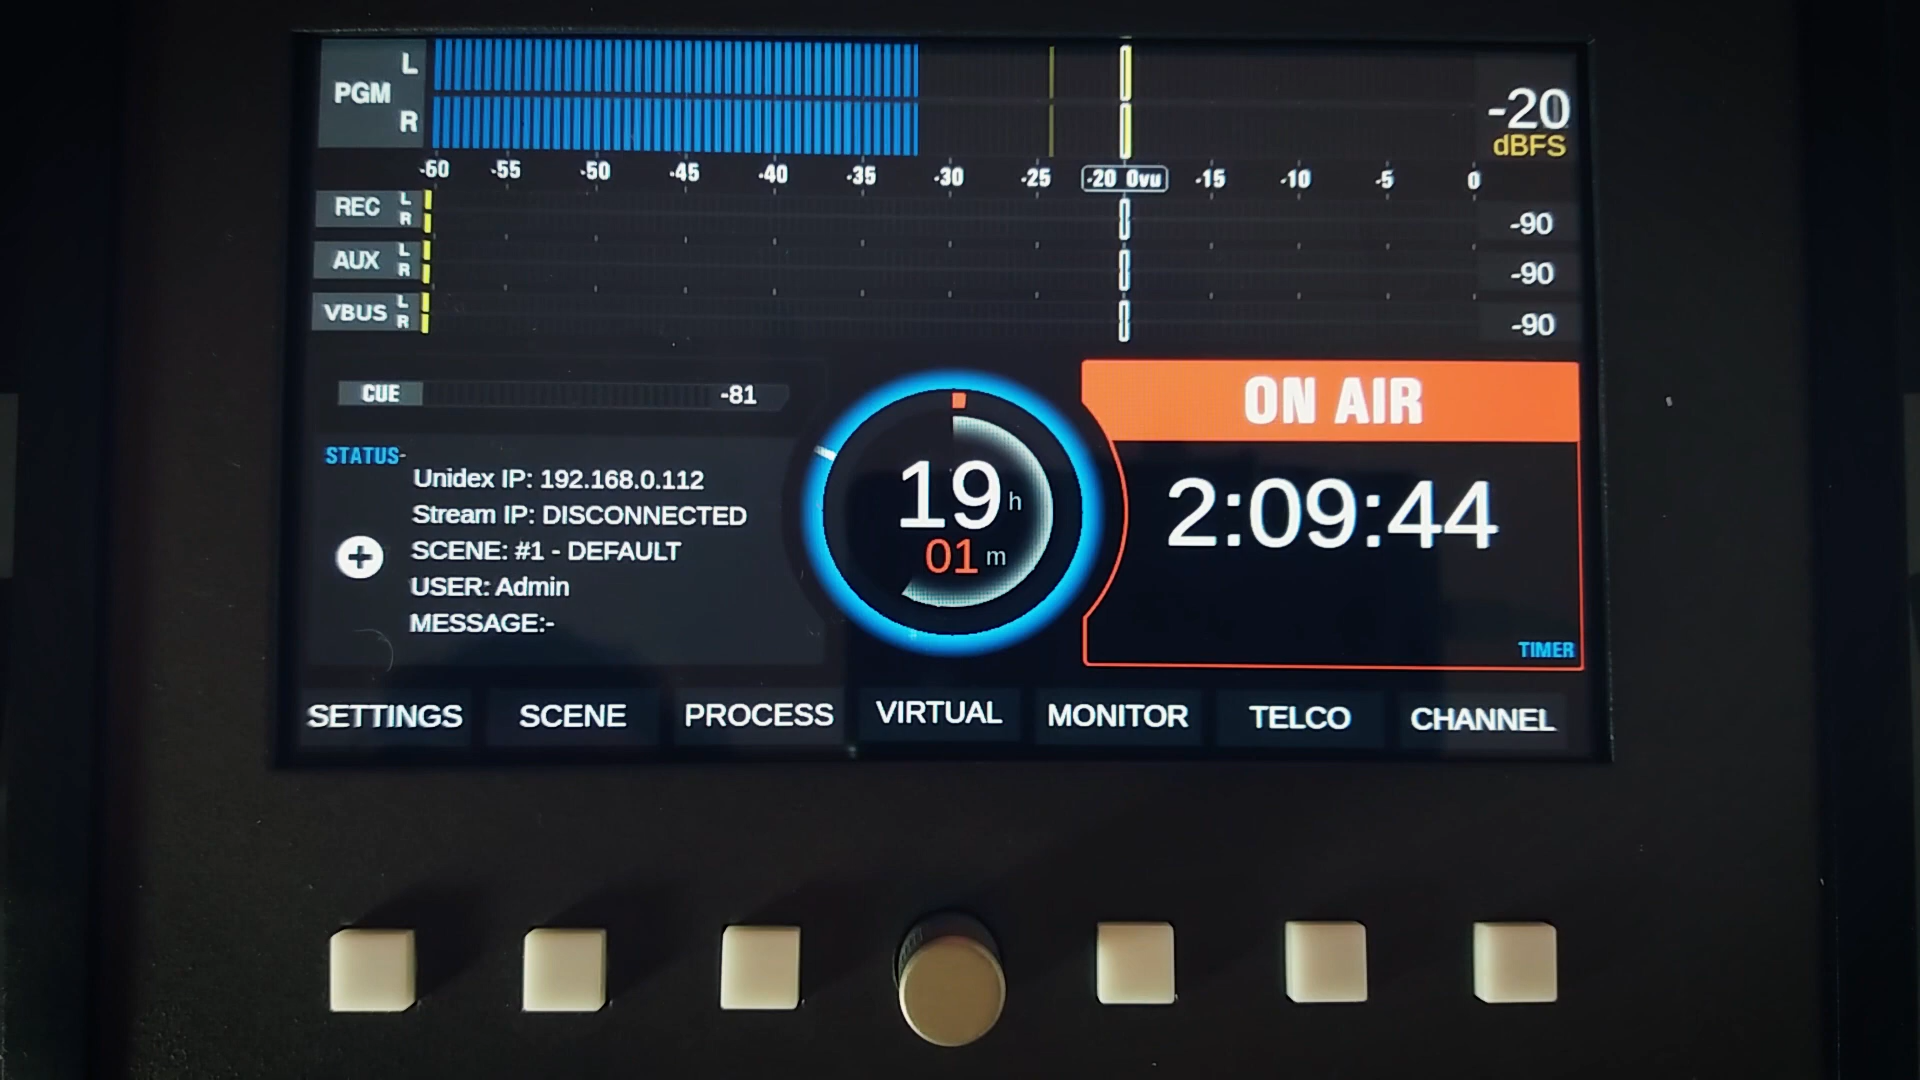 PGM L R
-20 dBFS
-60 -55 -50 -45 -40 -35 -30 -25 -20 0vu -15 -10 -5 0
REC L R -90
AUX L R -90
VBUS L R -90
CUE -81
ON AIR
STATUS-
Unidex IP: 192.168.0.112
Stream IP: DISCONNECTED
SCENE: #1 - DEFAULT
USER: Admin
MESSAGE:-
19 h
01 m
2:09:44
TIMER
SETTINGS SCENE PROCESS VIRTUAL MONITOR TELCO CHANNEL